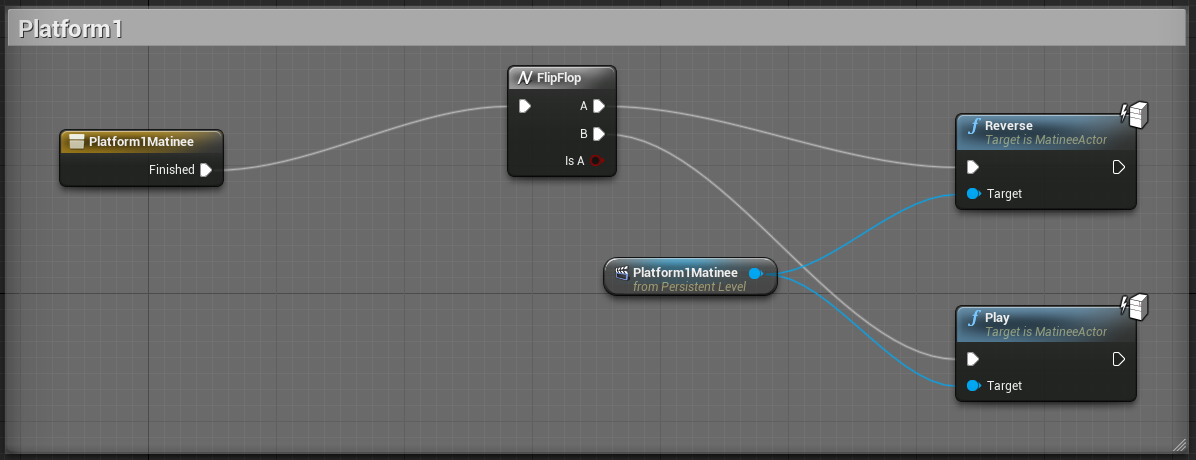 Platform1
FlipFlop
A
B
Is A
Platform1Matinee
Finished
Reverse
Target is MatineeActor
Target
Platform1Matinee
from Persistent Level
Play
Target is MatineeActor
Target